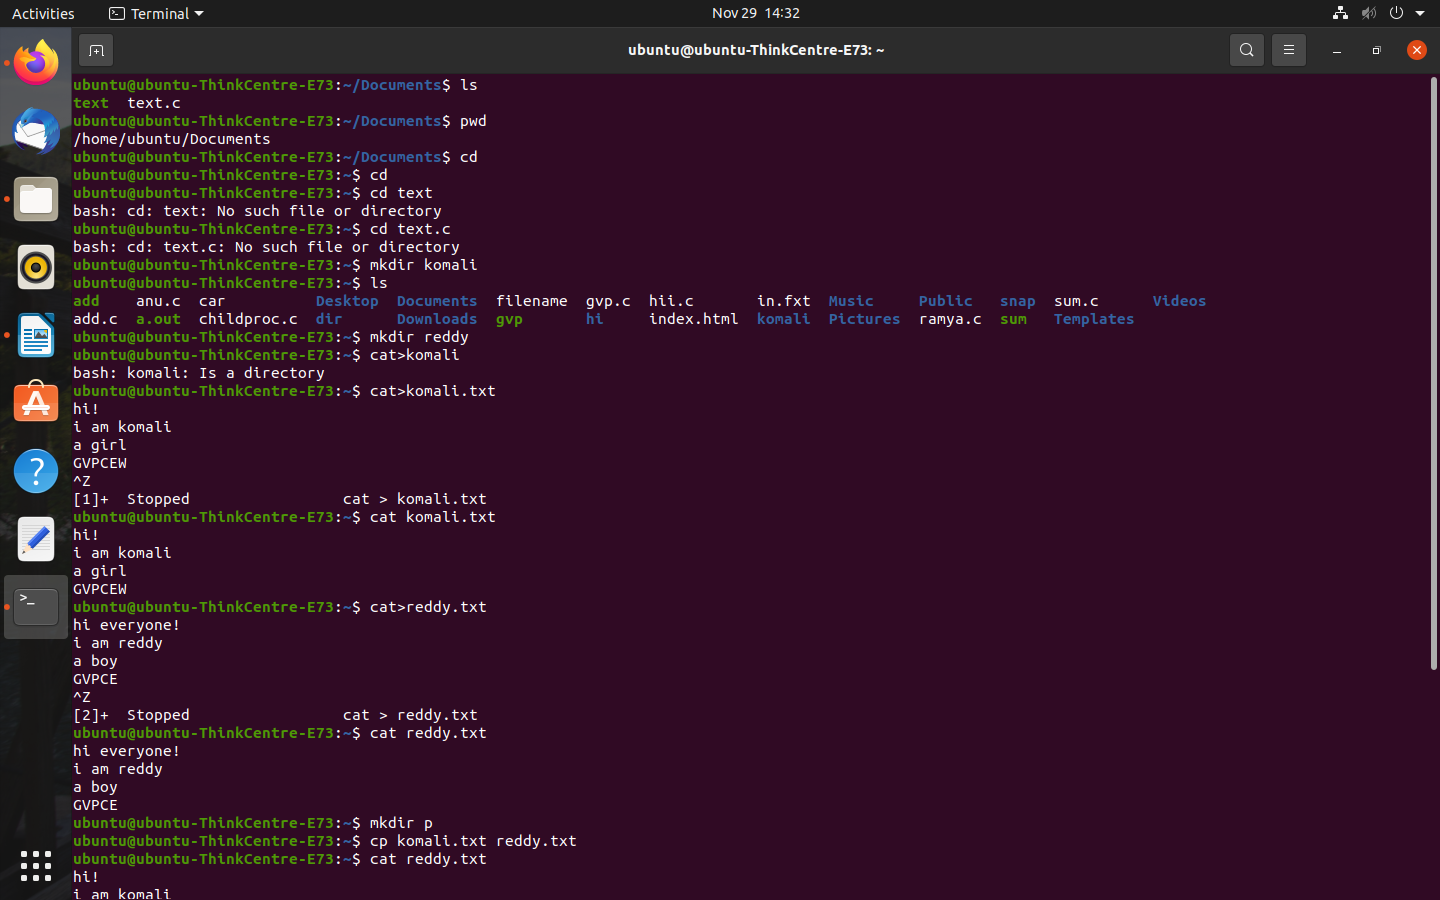 Activities Terminal Nov 29 14:32
ubuntu@ubuntu-ThinkCentre-E73: ~
ubuntu@ubuntu-ThinkCentre-E73:~/Documents$ ls
text  text.c
ubuntu@ubuntu-ThinkCentre-E73:~/Documents$ pwd
/home/ubuntu/Documents
ubuntu@ubuntu-ThinkCentre-E73:~/Documents$ cd
ubuntu@ubuntu-ThinkCentre-E73:~$ cd
ubuntu@ubuntu-ThinkCentre-E73:~$ cd text
bash: cd: text: No such file or directory
ubuntu@ubuntu-ThinkCentre-E73:~$ cd text.c
bash: cd: text.c: No such file or directory
ubuntu@ubuntu-ThinkCentre-E73:~$ mkdir komali
ubuntu@ubuntu-ThinkCentre-E73:~$ ls
add    anu.c  car          Desktop  Documents  filename  gvp.c  hii.c       in.fxt  Music     Public   snap  sum.c      Videos
add.c  a.out  childproc.c  dir      Downloads  gvp       hi     index.html  komali  Pictures  ramya.c  sum   Templates
ubuntu@ubuntu-ThinkCentre-E73:~$ mkdir reddy
ubuntu@ubuntu-ThinkCentre-E73:~$ cat>komali
bash: komali: Is a directory
ubuntu@ubuntu-ThinkCentre-E73:~$ cat>komali.txt
hi!
i am komali
a girl
GVPCEW
^Z
[1]+  Stopped                 cat > komali.txt
ubuntu@ubuntu-ThinkCentre-E73:~$ cat komali.txt
hi!
i am komali
a girl
GVPCEW
ubuntu@ubuntu-ThinkCentre-E73:~$ cat>reddy.txt
hi everyone!
i am reddy
a boy
GVPCE
^Z
[2]+  Stopped                 cat > reddy.txt
ubuntu@ubuntu-ThinkCentre-E73:~$ cat reddy.txt
hi everyone!
i am reddy
a boy
GVPCE
ubuntu@ubuntu-ThinkCentre-E73:~$ mkdir p
ubuntu@ubuntu-ThinkCentre-E73:~$ cp komali.txt reddy.txt
ubuntu@ubuntu-ThinkCentre-E73:~$ cat reddy.txt
hi!
i am komali